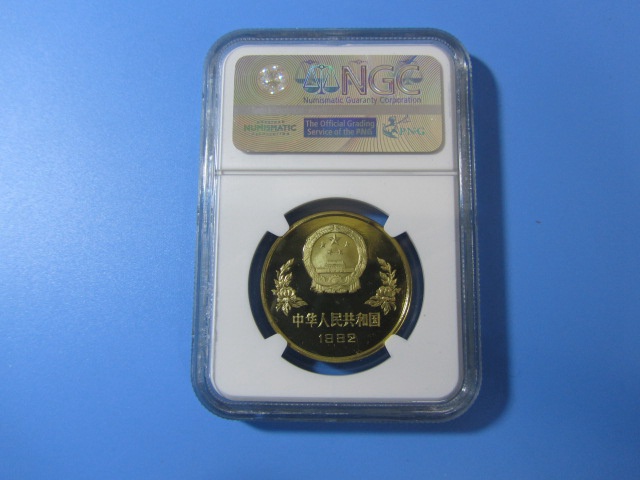 NGC
Numismatic Guaranty Corporation
NUMISMATIC
The Official Grading
Service of the PNG
PNG
中华人民共和国
1982